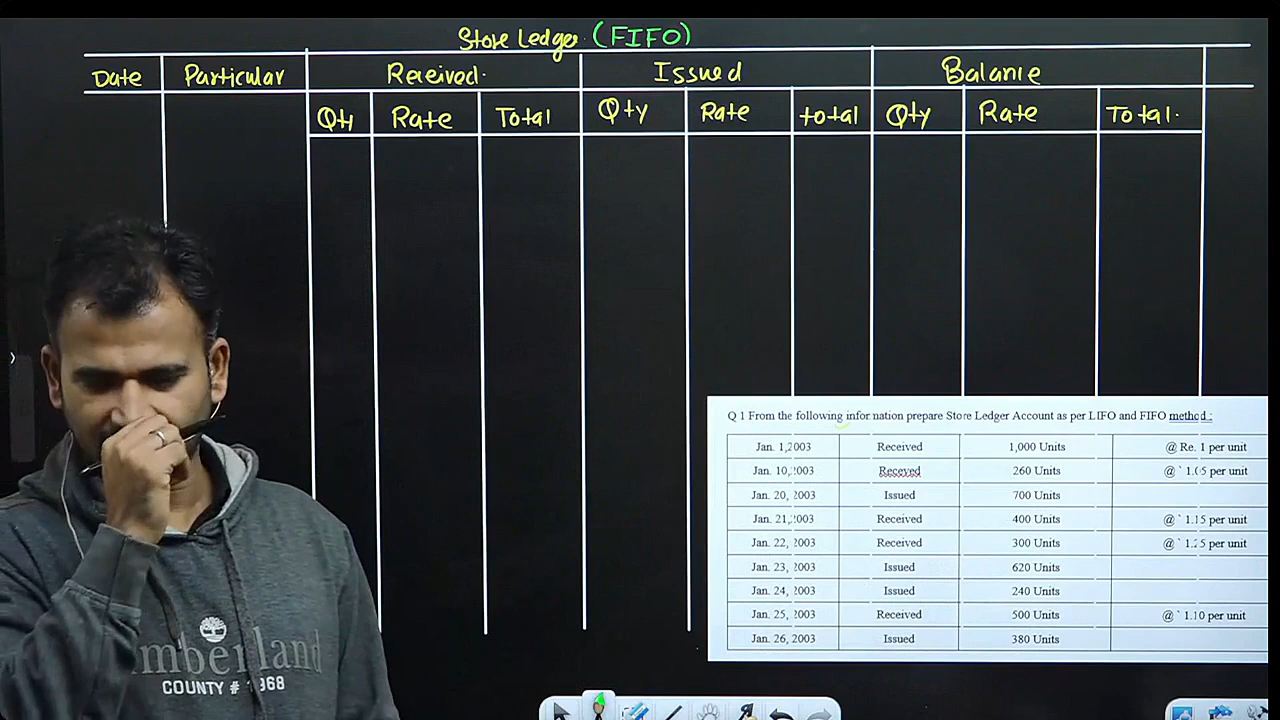 Store Ledger (FIFO)
Date Particular Received. Issued Balance
Qty Rate Total Qty Rate total Qty Rate Total.
Q 1 From the following information prepare Store Ledger Account as per LIFO and FIFO method :
Jan. 1,2003 Received 1,000 Units @ Re. 1 per unit
Jan. 10,2003 Receved 260 Units @ ` 1.05 per unit
Jan. 20, 2003 Issued 700 Units
Jan. 21,2003 Received 400 Units @ ` 1.15 per unit
Jan. 22, 2003 Received 300 Units @ ` 1.25 per unit
Jan. 23, 2003 Issued 620 Units
Jan. 24, 2003 Issued 240 Units
Jan. 25, 2003 Received 500 Units @ ` 1.10 per unit
Jan. 26, 2003 Issued 380 Units
COUNTY #